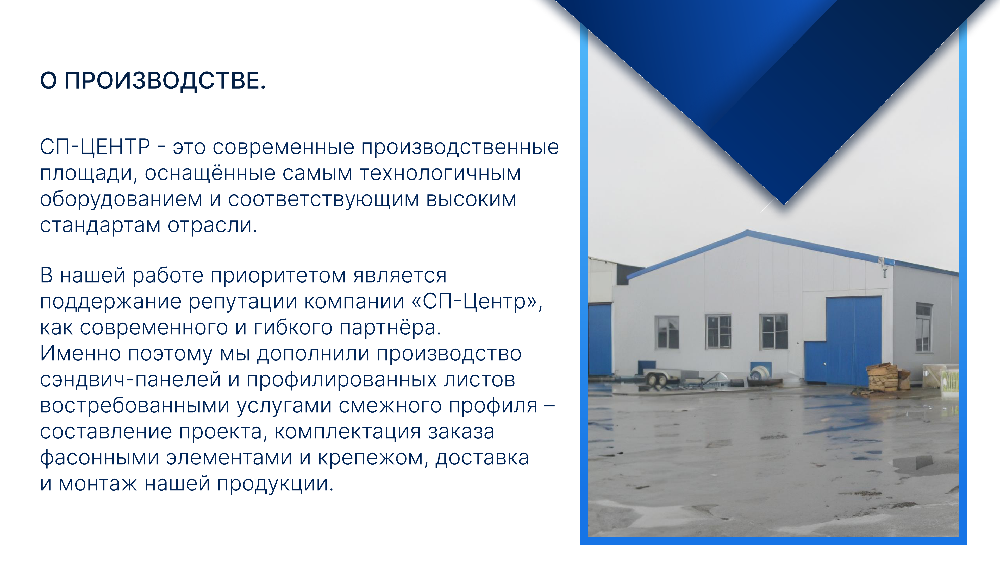 О ПРОИЗВОДСТВЕ.
СП-ЦЕНТР - это современные производственные
площади, оснащённые самым технологичным
оборудованием и соответствующим высоким
стандартам отрасли.
В нашей работе приоритетом является
поддержание репутации компании «СП-Центр»,
как современного и гибкого партнёра.
Именно поэтому мы дополнили производство
сэндвич-панелей и профилированных листов
востребованными услугами смежного профиля –
составление проекта, комплектация заказа
фасонными элементами и крепежом, доставка
и монтаж нашей продукции.